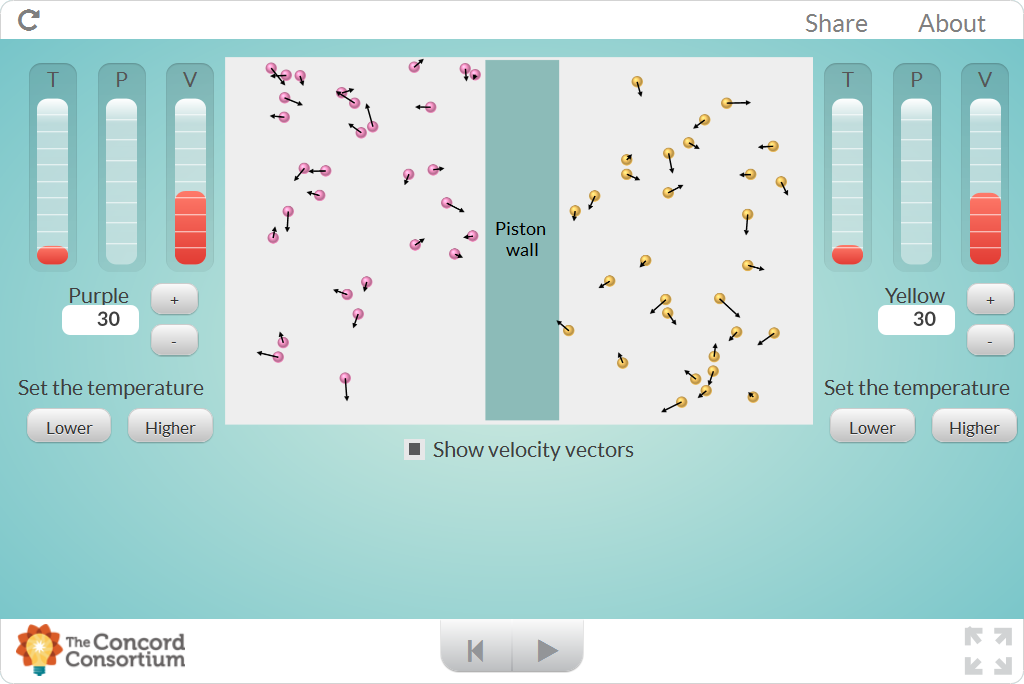 Share About
T P V
T P V
Piston
wall
Purple
30
+
-
Yellow
30
+
-
Set the temperature
Lower Higher
Set the temperature
Lower Higher
Show velocity vectors
The Concord
Consortium